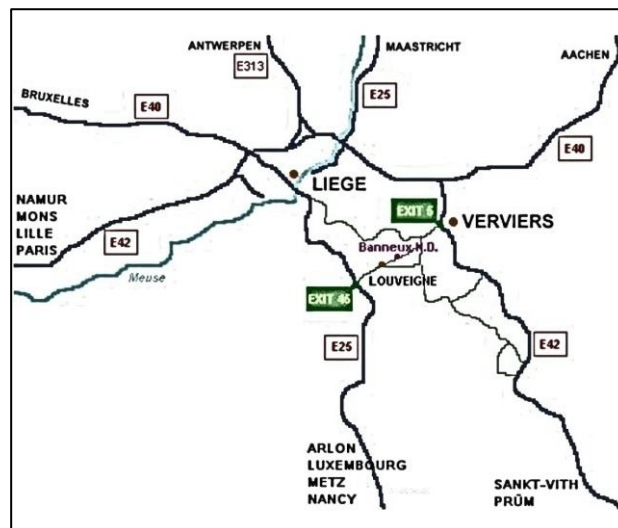 ANTWERPEN
MAASTRICHT
E313
AACHEN
BRUXELLES
E40
E25
E40
LIEGE
NAMUR
MONS
LILLE
PARIS
EXIT 6
VERVIERS
E42
Banneux N.D.
Meuse
LOUVEIGNE
EXIT 46
E25
E42
ARLON
LUXEMBOURG
METZ
NANCY
SANKT-VITH
PRÜM